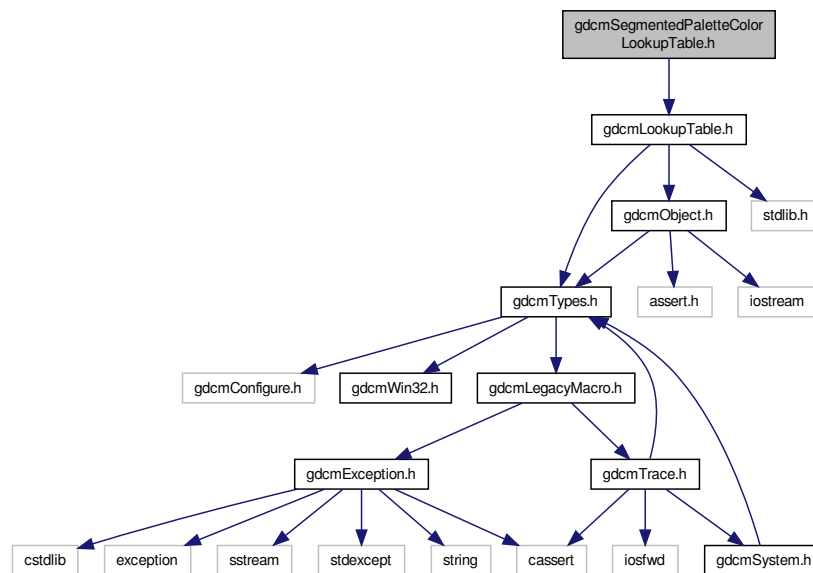 gdcmSegmentedPaletteColor
LookupTable.h
gdcmLookupTable.h
gdcmObject.h
stdlib.h
gdcmTypes.h
assert.h
iostream
gdcmConfigure.h
gdcmWin32.h
gdcmLegacyMacro.h
gdcmException.h
gdcmTrace.h
cstdlib
exception
sstream
stdexcept
string
cassert
iosfwd
gdcmSystem.h